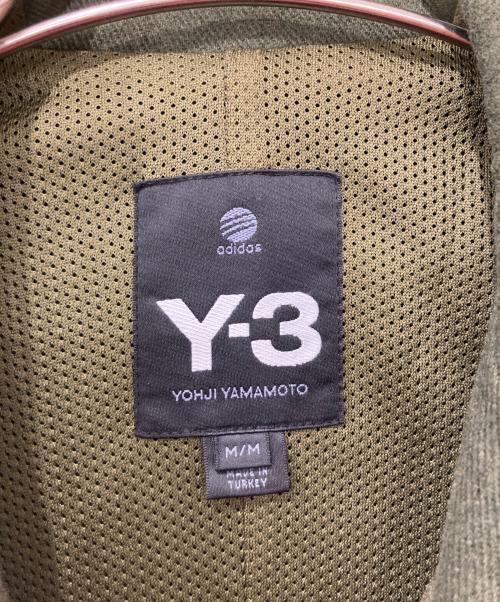 adidas
Y-3
YOHJI YAMAMOTO
M/M
MADE IN
TURKEY